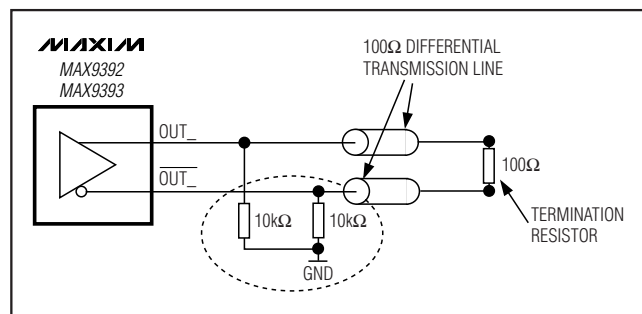 MAXIM
MAX9392
MAX9393
100Ω DIFFERENTIAL
TRANSMISSION LINE
OUT_
OUT_
100Ω
10kΩ
10kΩ
GND
TERMINATION
RESISTOR